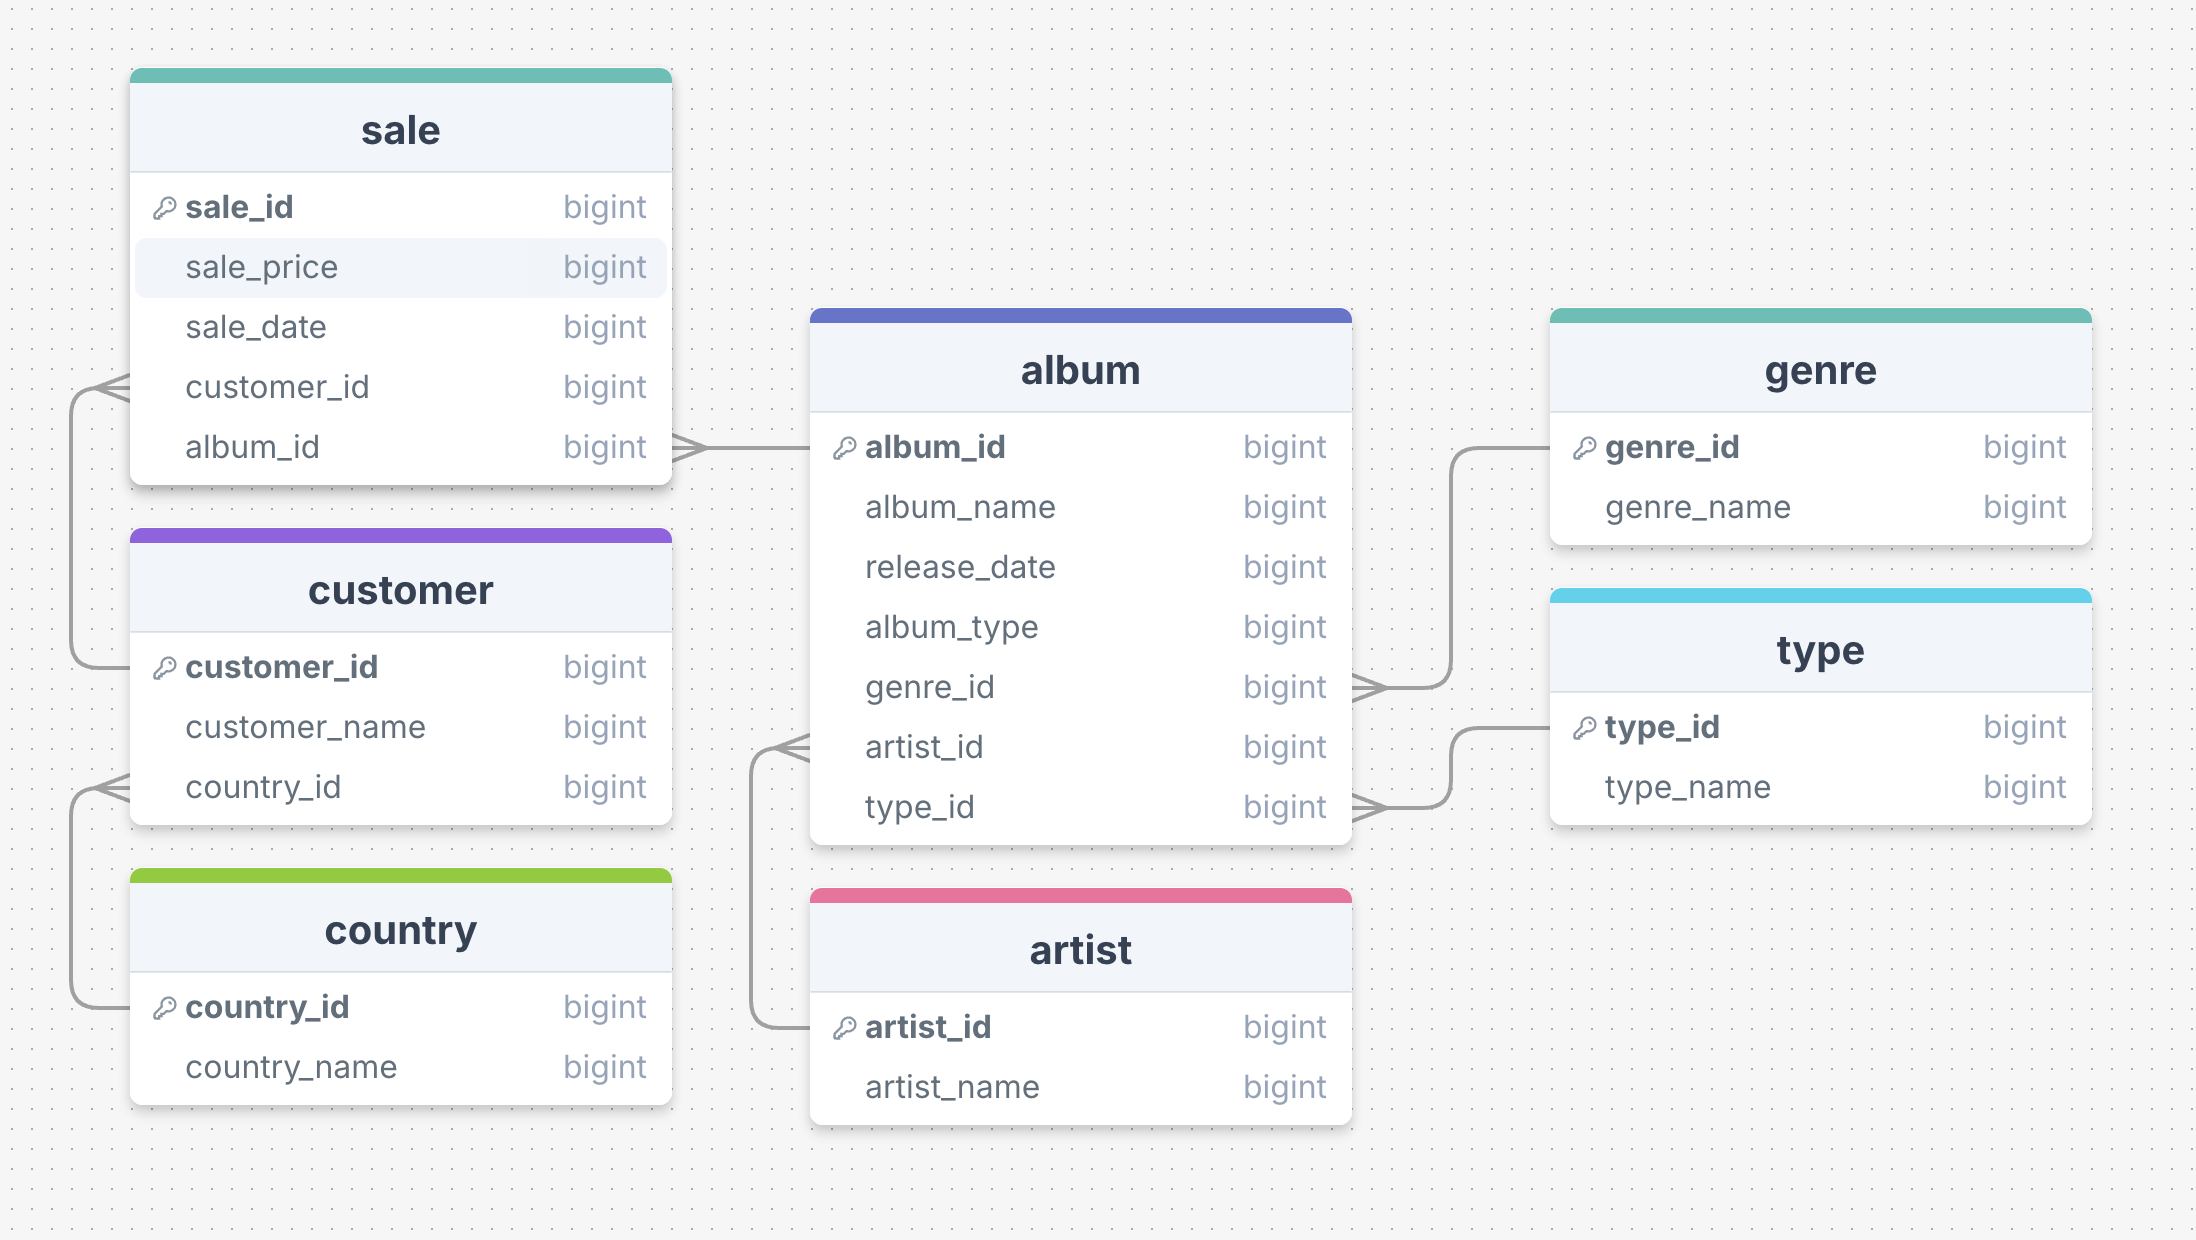 sale
sale_id bigint
sale_price bigint
sale_date bigint
customer_id bigint
album_id bigint
customer
customer_id bigint
customer_name bigint
country_id bigint
country
country_id bigint
country_name bigint
album
album_id bigint
album_name bigint
release_date bigint
album_type bigint
genre_id bigint
artist_id bigint
type_id bigint
artist
artist_id bigint
artist_name bigint
genre
genre_id bigint
genre_name bigint
type
type_id bigint
type_name bigint